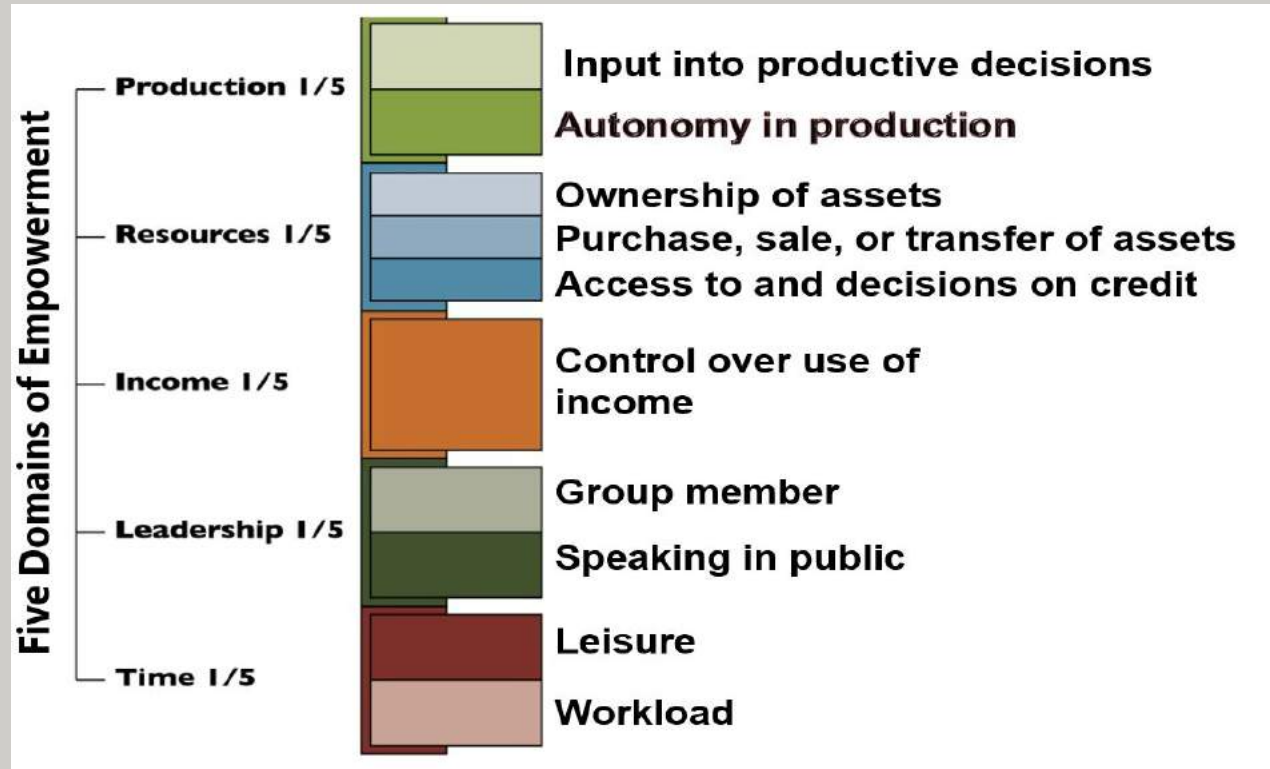 Five Domains of Empowerment
Production 1/5
Input into productive decisions
Autonomy in production
Resources 1/5
Ownership of assets
Purchase, sale, or transfer of assets
Access to and decisions on credit
Income 1/5
Control over use of
income
Leadership 1/5
Group member
Speaking in public
Time 1/5
Leisure
Workload